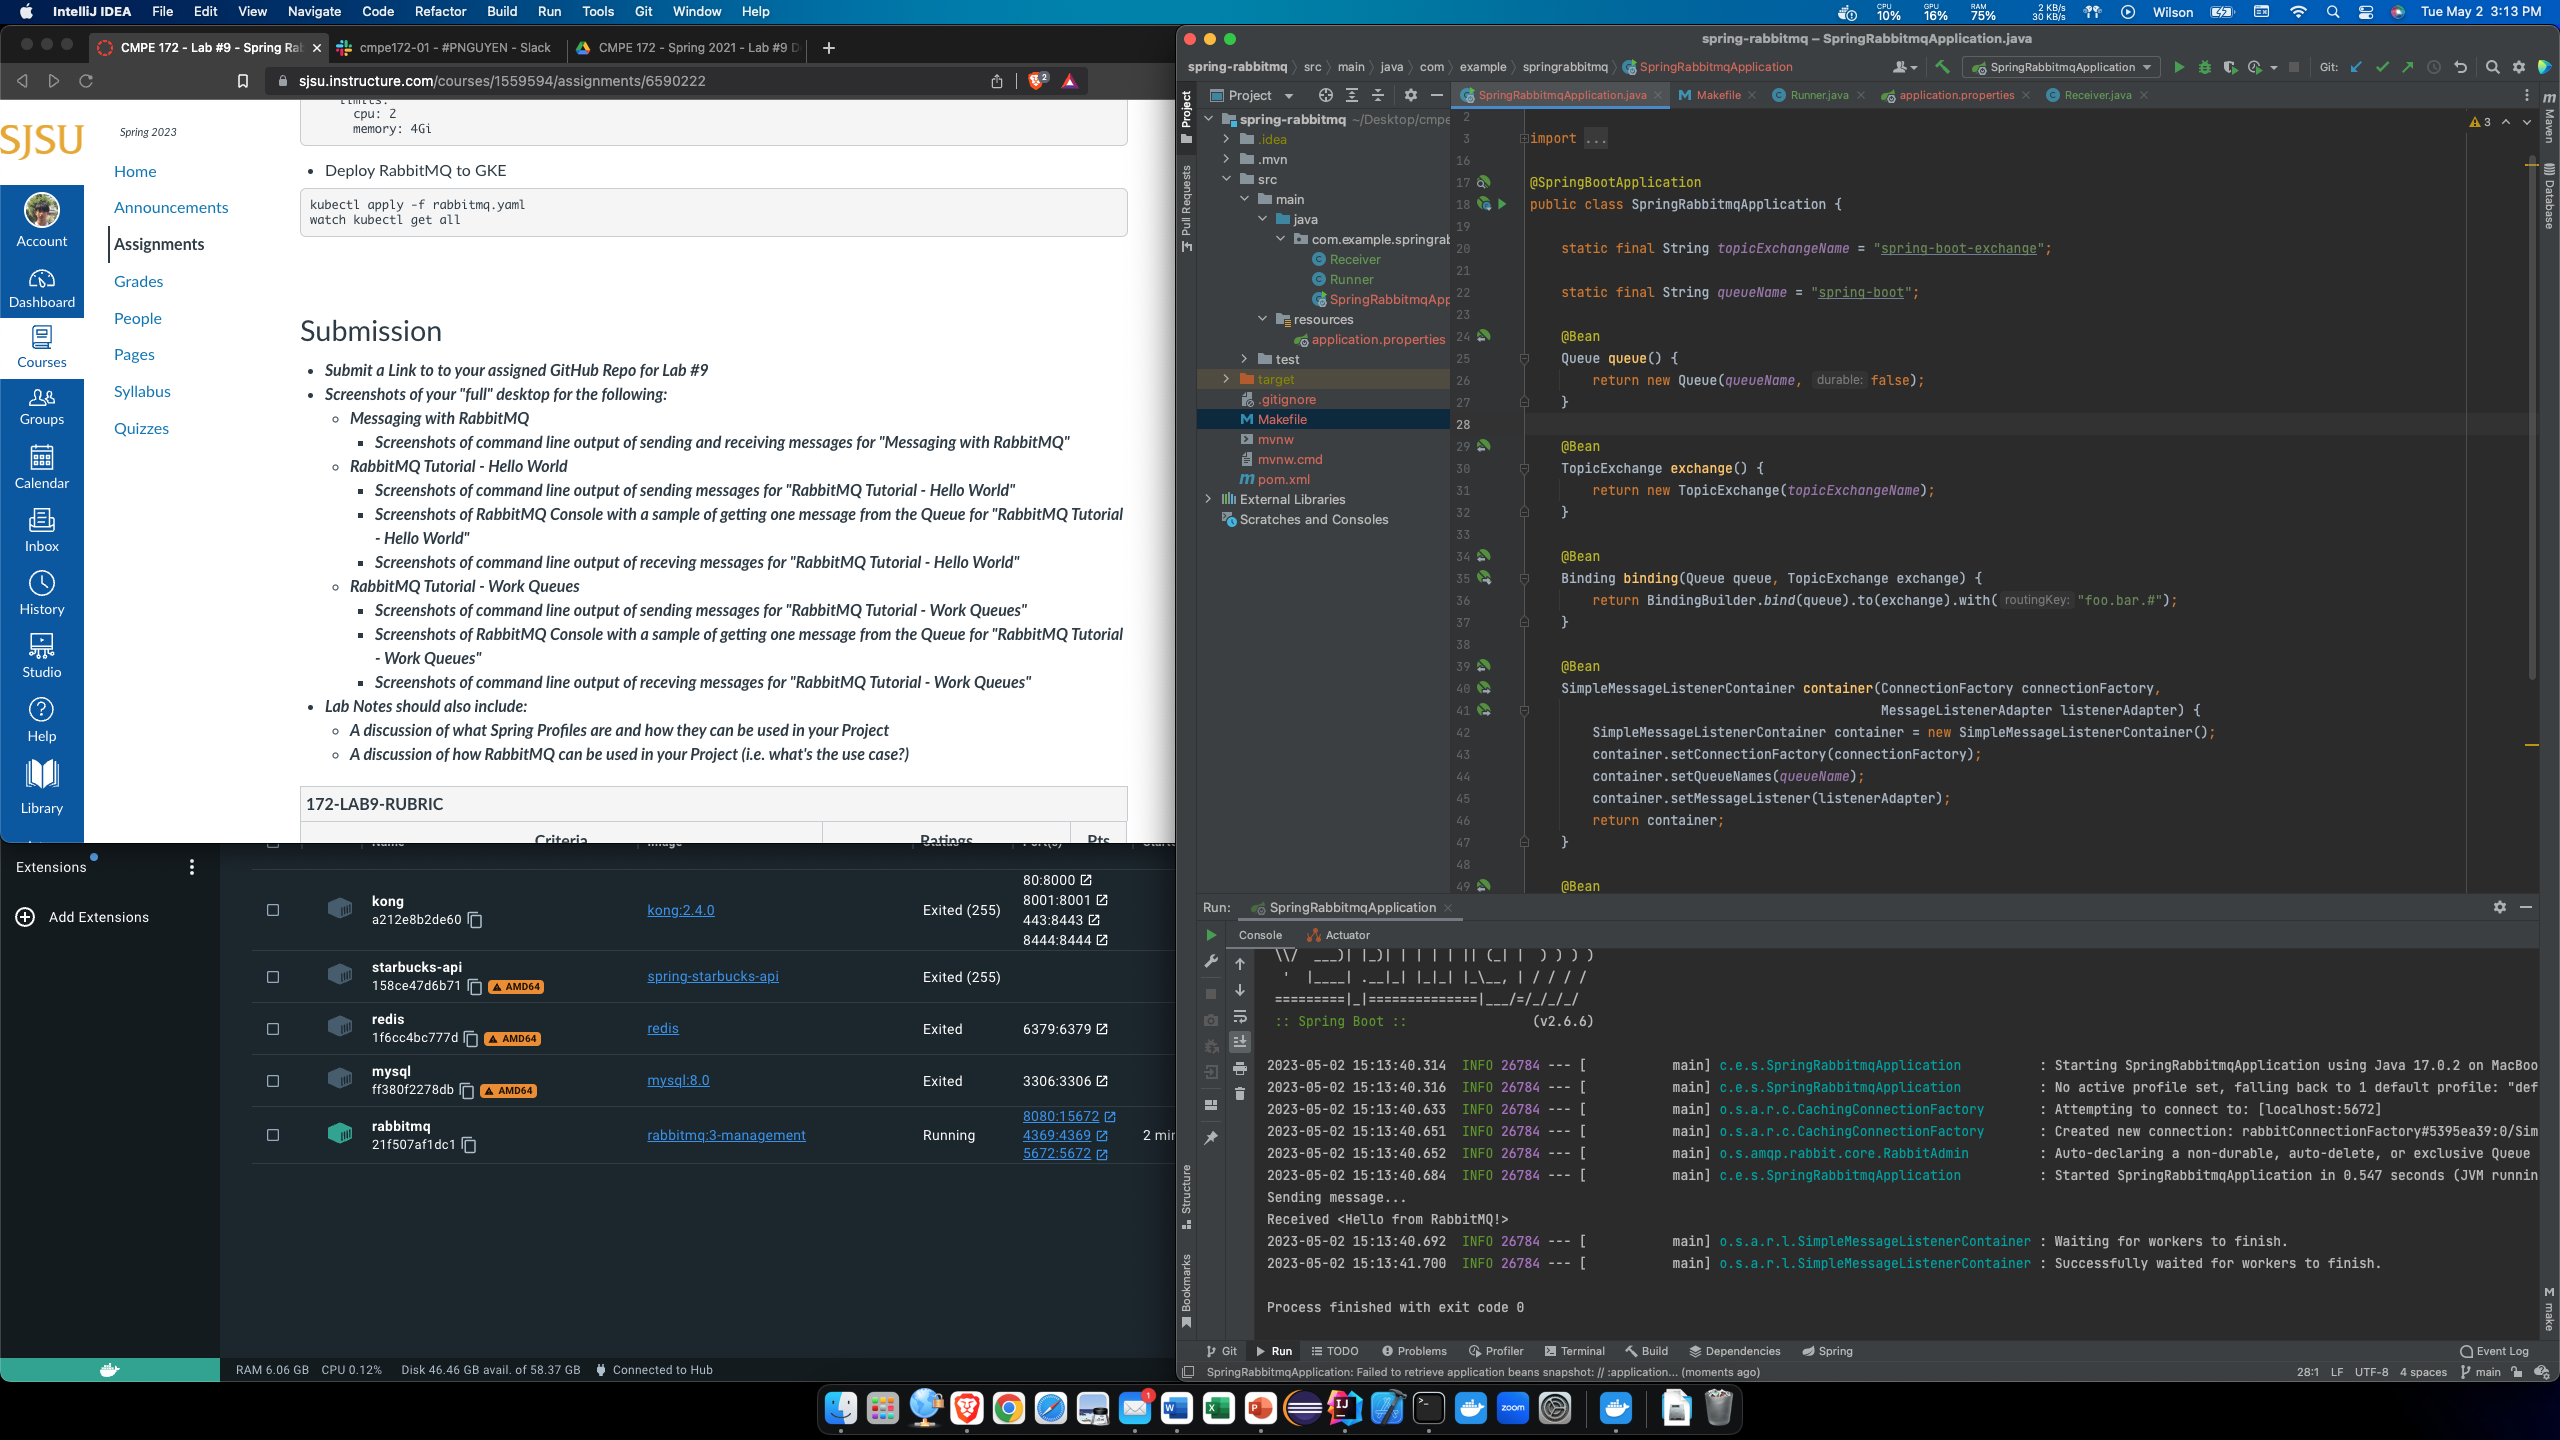 IntelliJ IDEA File Edit View Navigate Code Refactor Build Run Tools Git Window Help
CPU 10% GPU 16% RAM 75% 2 KB/s 30 KB/s Wilson Tue May 2 3:13 PM
CMPE 172 - Lab #9 - Spring Ra
cmpe172-01 - #PNGUYEN - Slack
CMPE 172 - Spring 2021 - Lab #9 D
sjsu.instructure.com/courses/1559594/assignments/6590222
2
SJSU
Spring 2023
Account
Dashboard
Courses
Groups
Calendar
Inbox
History
Studio
Help
Library
Home
Announcements
Assignments
Grades
People
Pages
Syllabus
Quizzes
limits:
cpu: 2
memory: 4Gi
Deploy RabbitMQ to GKE
kubectl apply -f rabbitmq.yaml
watch kubectl get all
Submission
Submit a Link to to your assigned GitHub Repo for Lab #9
Screenshots of your "full" desktop for the following:
Messaging with RabbitMQ
Screenshots of command line output of sending and receiving messages for "Messaging with RabbitMQ"
RabbitMQ Tutorial - Hello World
Screenshots of command line output of sending messages for "RabbitMQ Tutorial - Hello World"
Screenshots of RabbitMQ Console with a sample of getting one message from the Queue for "RabbitMQ Tutorial
- Hello World"
Screenshots of command line output of receving messages for "RabbitMQ Tutorial - Hello World"
RabbitMQ Tutorial - Work Queues
Screenshots of command line output of sending messages for "RabbitMQ Tutorial - Work Queues"
Screenshots of RabbitMQ Console with a sample of getting one message from the Queue for "RabbitMQ Tutorial
- Work Queues"
Screenshots of command line output of receving messages for "RabbitMQ Tutorial - Work Queues"
Lab Notes should also include:
A discussion of what Spring Profiles are and how they can be used in your Project
A discussion of how RabbitMQ can be used in your Project (i.e. what's the use case?)
172-LAB9-RUBRIC
Criteria Ratings Pts
Extensions
Add Extensions
Name Image Status Port(s) Starte
kong
a212e8b2de60
kong:2.4.0
Exited (255)
80:8000
8001:8001
443:8443
8444:8444
starbucks-api
158ce47d6b71 AMD64
spring-starbucks-api
Exited (255)
redis
1f6cc4bc777d AMD64
redis
Exited
6379:6379
mysql
ff380f2278db AMD64
mysql:8.0
Exited
3306:3306
rabbitmq
21f507af1dc1
rabbitmq:3-management
Running
8080:15672
4369:4369
5672:5672
2 min
RAM 6.06 GB CPU 0.12% Disk 46.46 GB avail. of 58.37 GB Connected to Hub
spring-rabbitmq – SpringRabbitmqApplication.java
spring-rabbitmq src main java com example springrabbitmq SpringRabbitmqApplication
SpringRabbitmqApplication
Git:
Project
SpringRabbitmqApplication.java Makefile Runner.java application.properties Receiver.java
Project
Pull Requests
Structure
Bookmarks
Maven
Database
make
spring-rabbitmq ~/Desktop/cmpe
.idea
.mvn
src
main
java
com.example.springrab
Receiver
Runner
SpringRabbitmqApp
resources
application.properties
test
target
.gitignore
Makefile
mvnw
mvnw.cmd
pom.xml
External Libraries
Scratches and Consoles
3
2
3 import ...
16
17 @SpringBootApplication
18 public class SpringRabbitmqApplication {
19
20 static final String topicExchangeName = "spring-boot-exchange";
21
22 static final String queueName = "spring-boot";
23
24 @Bean
25 Queue queue() {
26 return new Queue(queueName, durable: false);
27 }
28
29 @Bean
30 TopicExchange exchange() {
31 return new TopicExchange(topicExchangeName);
32 }
33
34 @Bean
35 Binding binding(Queue queue, TopicExchange exchange) {
36 return BindingBuilder.bind(queue).to(exchange).with( routingKey: "foo.bar.#");
37 }
38
39 @Bean
40 SimpleMessageListenerContainer container(ConnectionFactory connectionFactory,
41 MessageListenerAdapter listenerAdapter) {
42 SimpleMessageListenerContainer container = new SimpleMessageListenerContainer();
43 container.setConnectionFactory(connectionFactory);
44 container.setQueueNames(queueName);
45 container.setMessageListener(listenerAdapter);
46 return container;
47 }
48
49 @Bean
Run: SpringRabbitmqApplication
Console Actuator
\\/ ___)| |_)| | | | | || (_| | ) ) ) )
' |____| .__|_| |_|_| |_\__, | / / / /
=========|_|==============|___/=/_/_/_/
:: Spring Boot :: (v2.6.6)
2023-05-02 15:13:40.314 INFO 26784 --- [ main] c.e.s.SpringRabbitmqApplication : Starting SpringRabbitmqApplication using Java 17.0.2 on MacBoo
2023-05-02 15:13:40.316 INFO 26784 --- [ main] c.e.s.SpringRabbitmqApplication : No active profile set, falling back to 1 default profile: "def
2023-05-02 15:13:40.633 INFO 26784 --- [ main] o.s.a.r.c.CachingConnectionFactory : Attempting to connect to: [localhost:5672]
2023-05-02 15:13:40.651 INFO 26784 --- [ main] o.s.a.r.c.CachingConnectionFactory : Created new connection: rabbitConnectionFactory#5395ea39:0/Sim
2023-05-02 15:13:40.652 INFO 26784 --- [ main] o.s.amqp.rabbit.core.RabbitAdmin : Auto-declaring a non-durable, auto-delete, or exclusive Queue
2023-05-02 15:13:40.684 INFO 26784 --- [ main] c.e.s.SpringRabbitmqApplication : Started SpringRabbitmqApplication in 0.547 seconds (JVM runnin
Sending message...
Received <Hello from RabbitMQ!>
2023-05-02 15:13:40.692 INFO 26784 --- [ main] o.s.a.r.l.SimpleMessageListenerContainer : Waiting for workers to finish.
2023-05-02 15:13:41.700 INFO 26784 --- [ main] o.s.a.r.l.SimpleMessageListenerContainer : Successfully waited for workers to finish.
Process finished with exit code 0
Git Run TODO Problems Profiler Terminal Build Dependencies Spring Event Log
SpringRabbitmqApplication: Failed to retrieve application beans snapshot: // :application... (moments ago) 28:1 LF UTF-8 4 spaces main
1
zoom